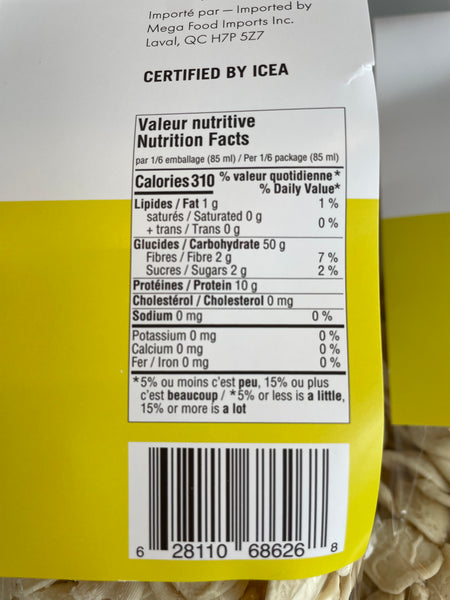 Importé par — Imported by
Mega Food Imports Inc.
Laval, QC H7P 5Z7
CERTIFIED BY ICEA
Valeur nutritive
Nutrition Facts
par 1/6 emballage (85 ml) / Per 1/6 package (85 ml)
Calories 310 % valeur quotidienne*
% Daily Value*
Lipides / Fat 1 g 1 %
saturés / Saturated 0 g
+ trans / Trans 0 g 0 %
Glucides / Carbohydrate 50 g
Fibres / Fibre 2 g 7 %
Sucres / Sugars 2 g 2 %
Protéines / Protein 10 g
Cholestérol / Cholesterol 0 mg
Sodium 0 mg 0 %
Potassium 0 mg 0 %
Calcium 0 mg 0 %
Fer / Iron 0 mg 0 %
*5% ou moins c'est peu, 15% ou plus
c'est beaucoup / *5% or less is a little,
15% or more is a lot
6 28110 68626 8